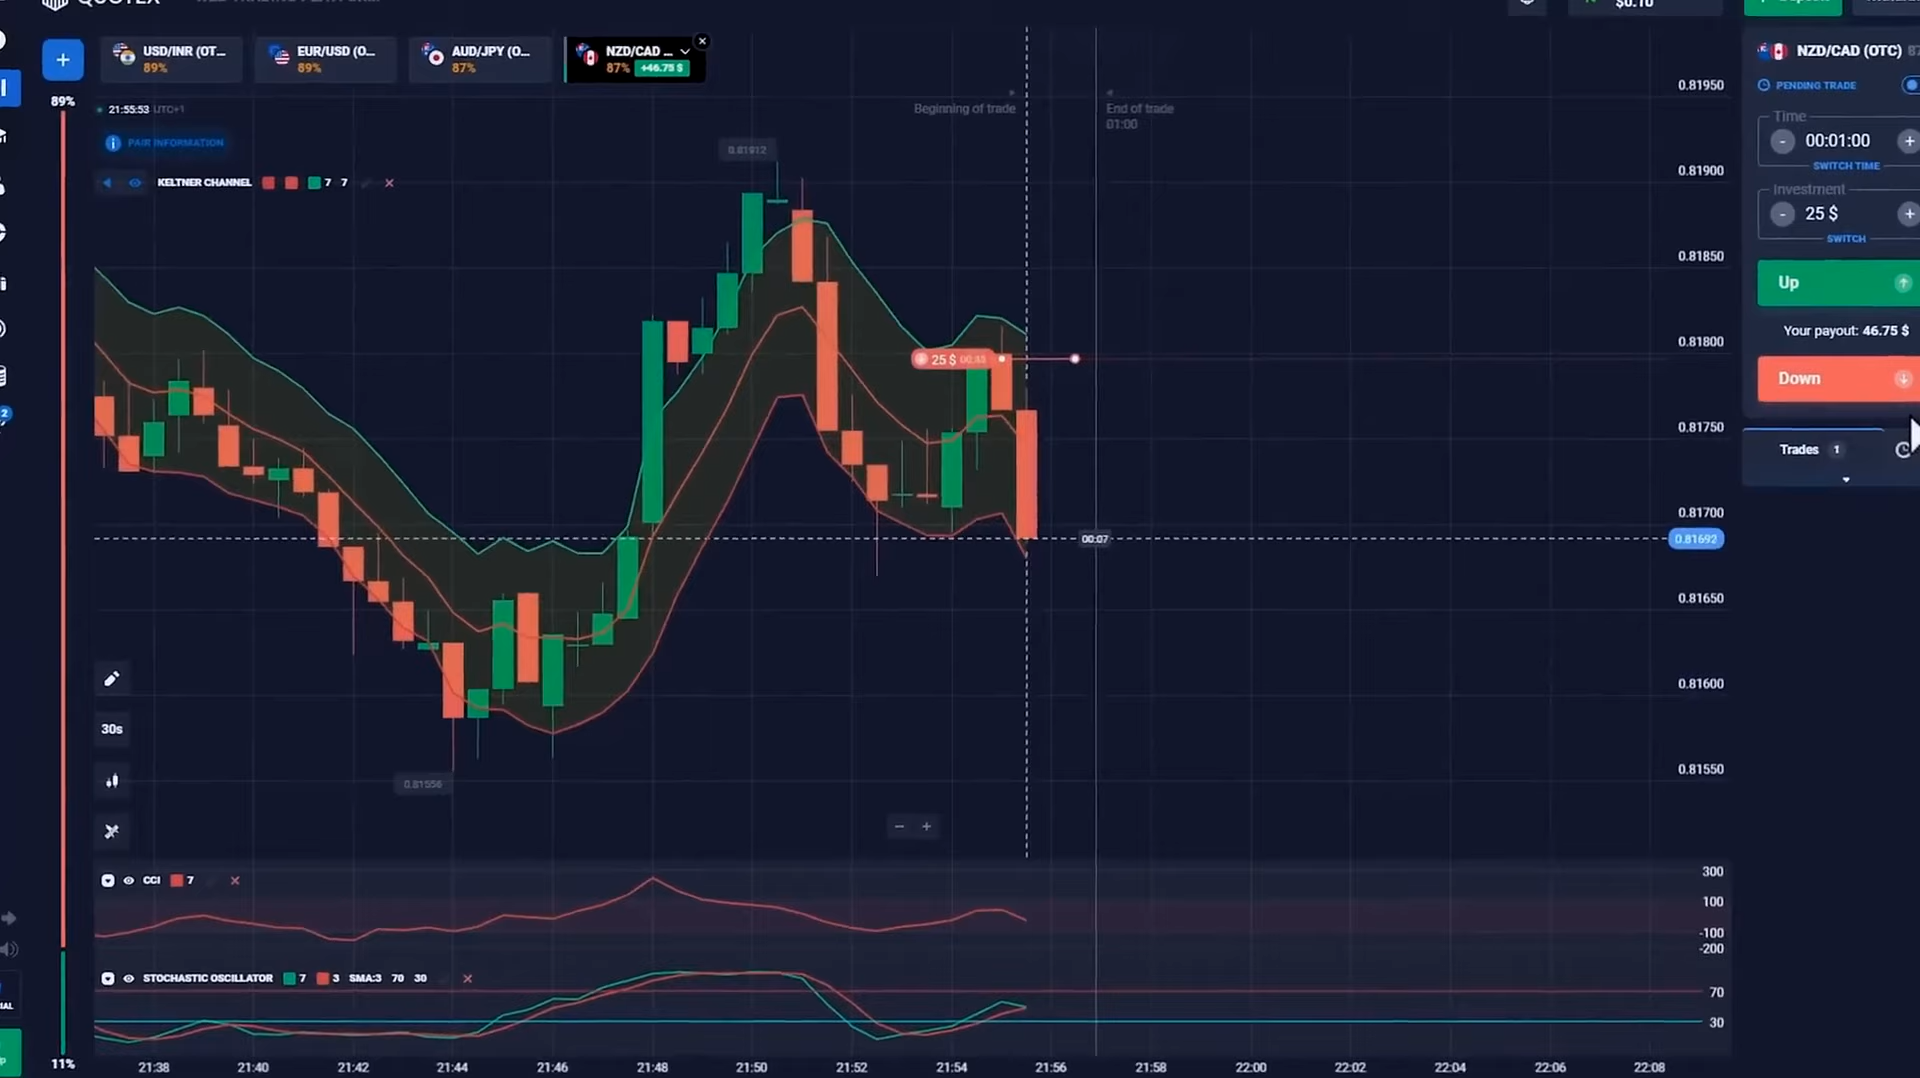 QUOTEX
WEB TRADING PLATFORM
$0.10
USD/INR (OT...
89%
EUR/USD (O...
89%
AUD/JPY (O...
87%
NZD/CAD ...
87% +46.75 $
NZD/CAD (OTC)
PENDING TRADE
Time
00:01:00
SWITCH TIME
Investment
25 $
SWITCH
Up
Your payout: 46.75 $
Down
Trades 1
89%
21:55:53 UTC+1
PAIR INFORMATION
KELTNER CHANNEL 7 7
Beginning of trade
End of trade
01:00
0.81912
25 $
00:07
0.81556
0.81950
0.81900
0.81850
0.81800
0.81750
0.81700
0.81692
0.81650
0.81600
0.81550
30s
CCI 7
300
100
-100
-200
STOCHASTIC OSCILLATOR 7 3 SMA:3 70 30
70
30
11%
21:38 21:40 21:42 21:44 21:46 21:48 21:50 21:52 21:54 21:56 21:58 22:00 22:02 22:04 22:06 22:08
2